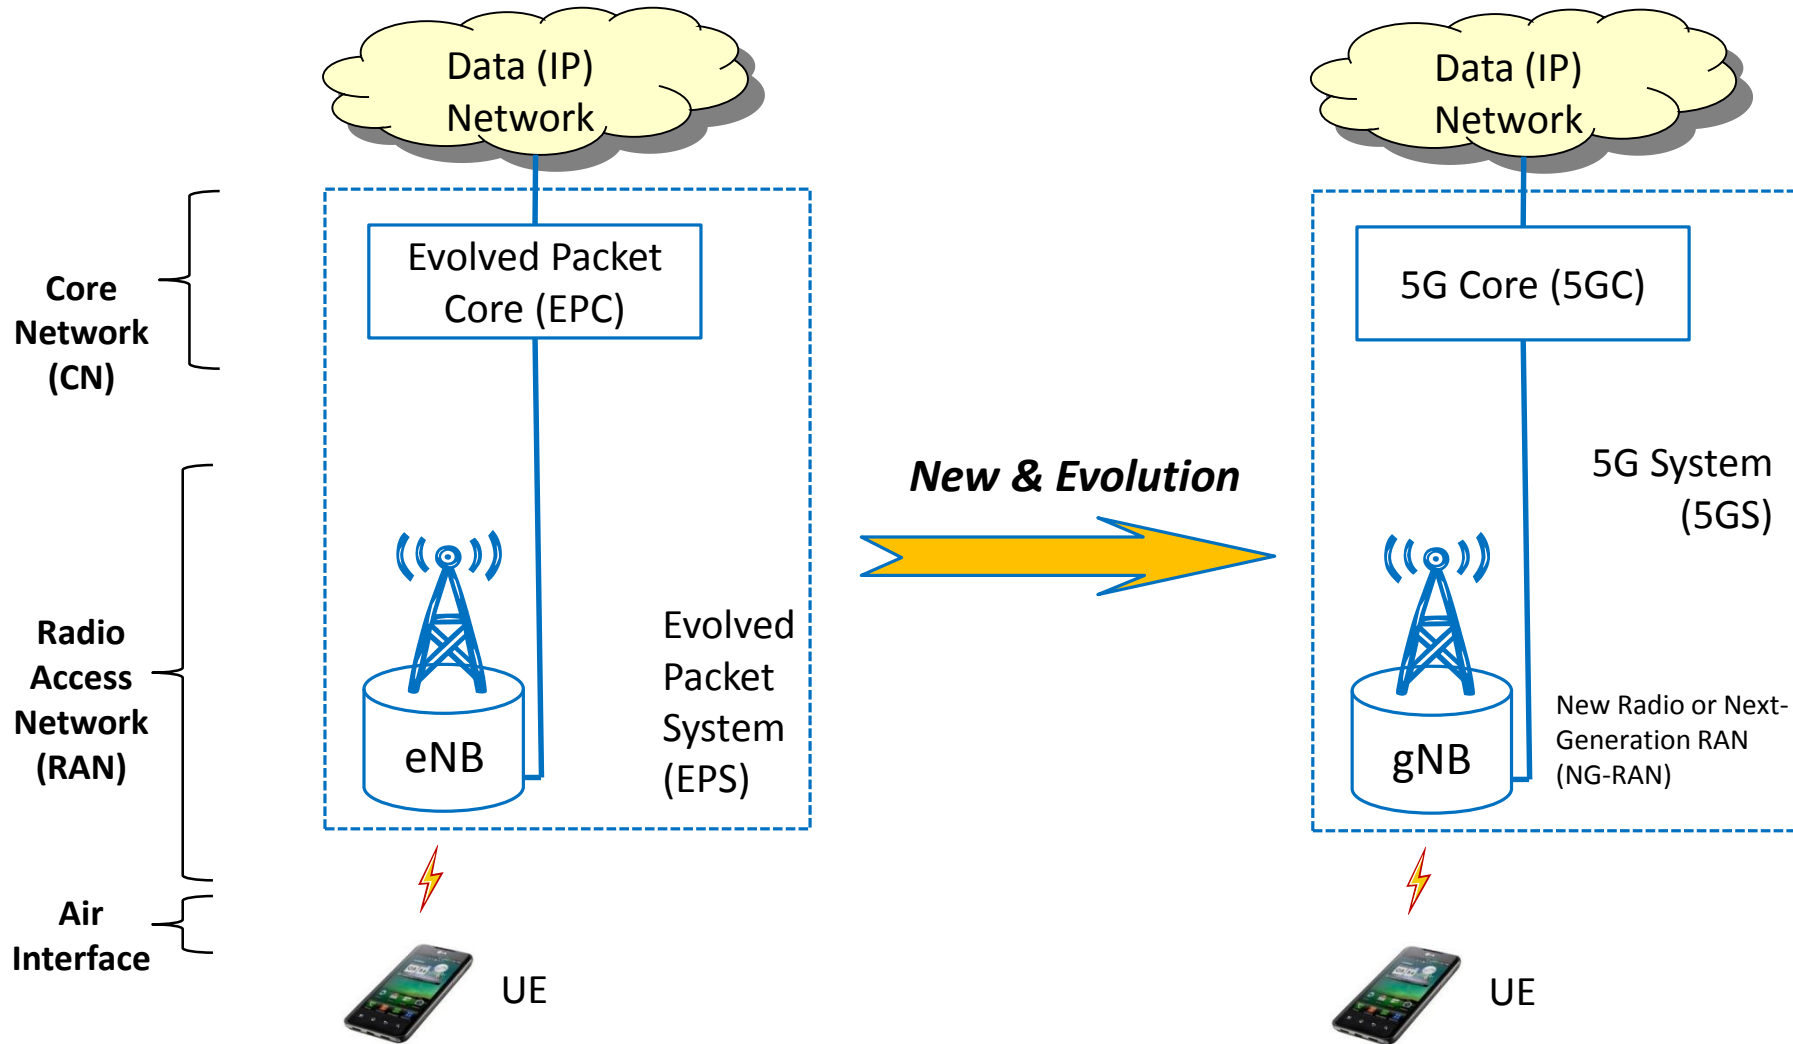 Data (IP)
Network
Data (IP)
Network
Core
Network
(CN)
Evolved Packet
Core (EPC)
5G Core (5GC)
New & Evolution
5G System
(5GS)
Radio
Access
Network
(RAN)
eNB
Evolved
Packet
System
(EPS)
gNB
New Radio or Next-
Generation RAN
(NG-RAN)
Air
Interface
UE
UE